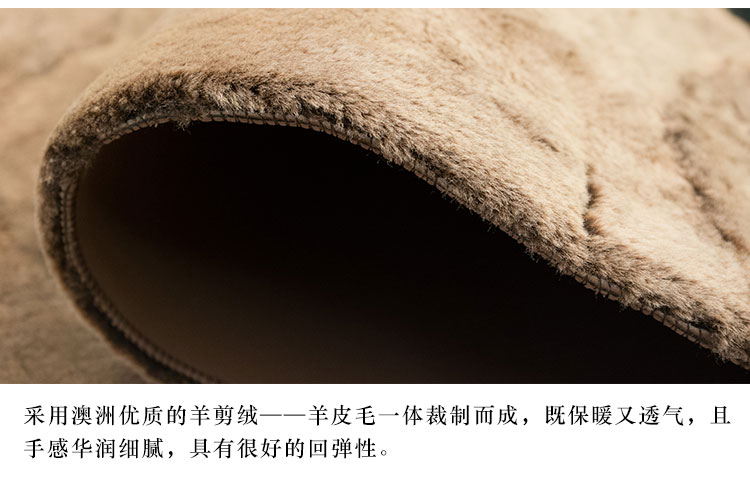 采用澳洲优质的羊剪绒——羊皮毛一体裁制而成，既保暖又透气，且
手感华润细腻，具有很好的回弹性。